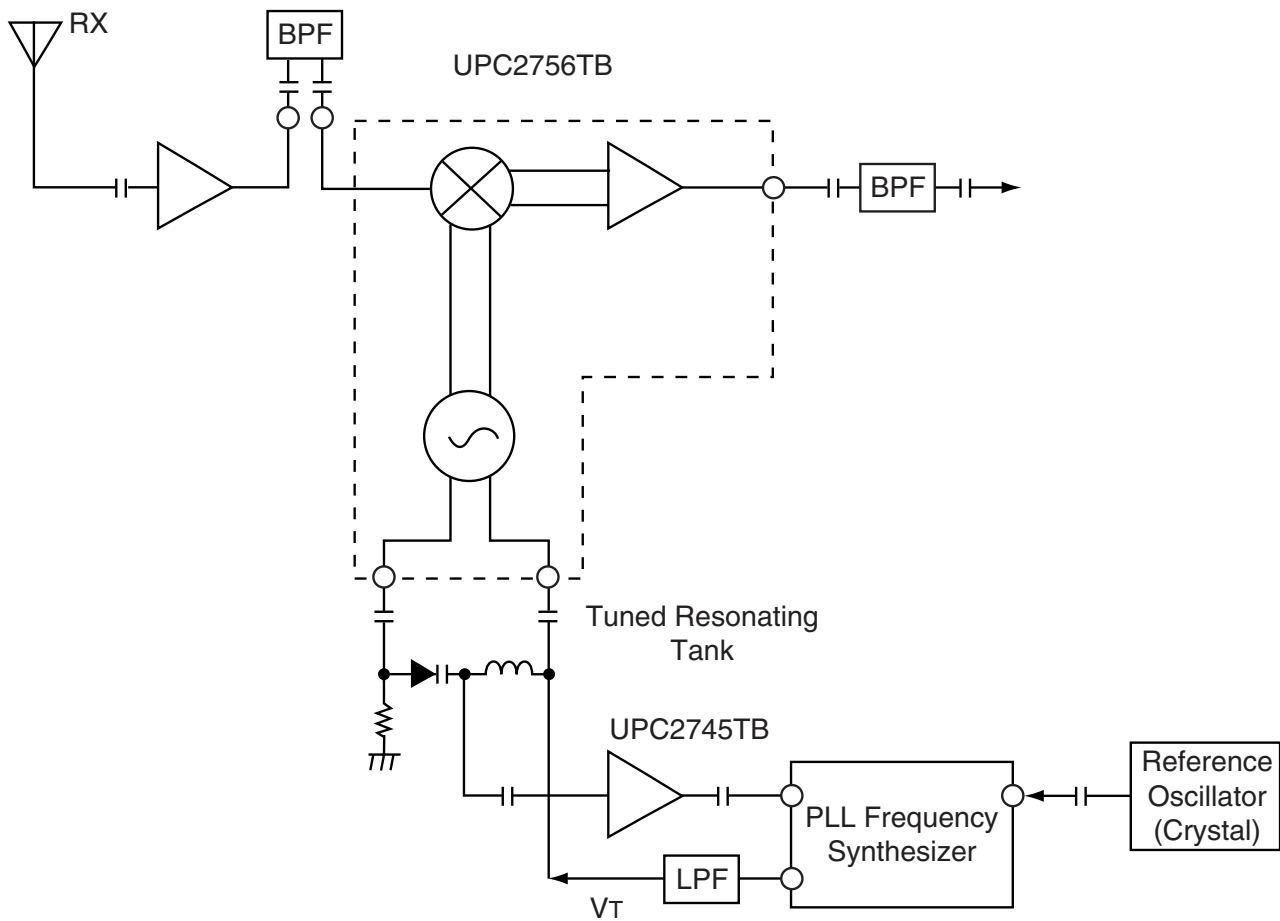 RX
BPF
UPC2756TB
BPF
Tuned Resonating
Tank
UPC2745TB
PLL Frequency
Synthesizer
Reference
Oscillator
(Crystal)
LPF
VT